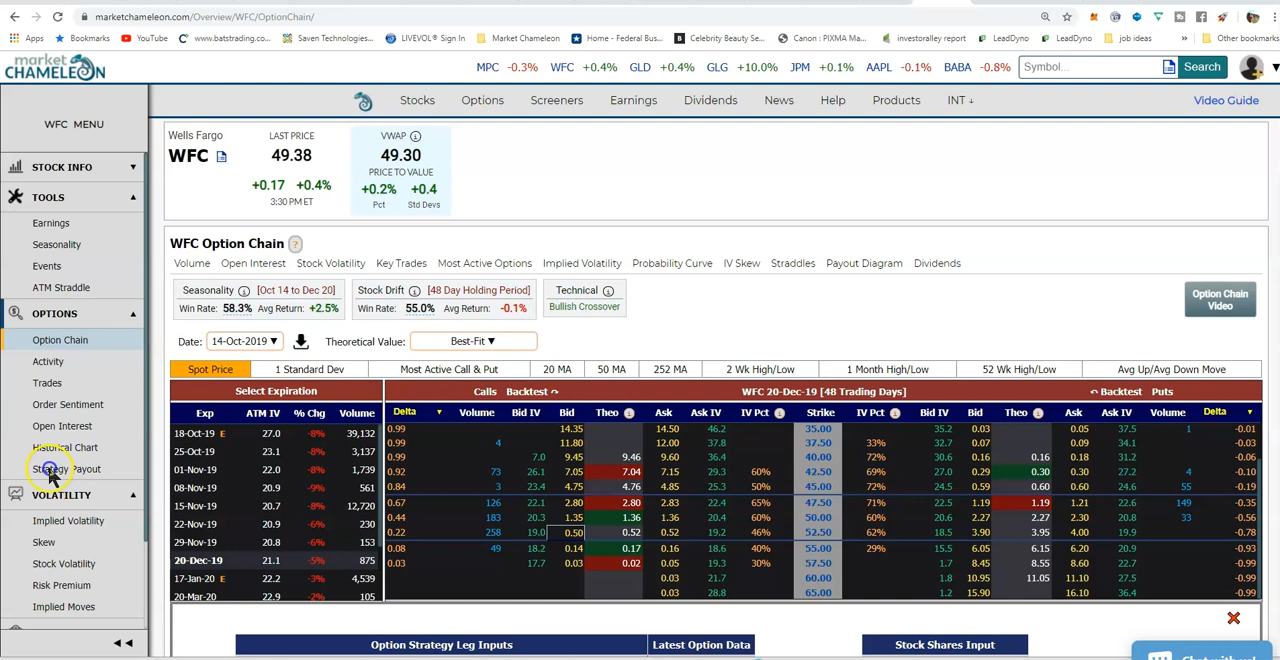 marketchameleon.com/Overview/WFC/OptionChain/
Apps Bookmarks YouTube www.batstrading.co... Saven Technologies... LIVEVOL® Sign In Market Chameleon Home - Federal Bus... Celebrity Beauty Se... Canon : PIXMA Ma... investoralley report LeadDyno LeadDyno job ideas » Other bookmarks
market CHAMELEON
MPC -0.3% WFC +0.4% GLD +0.4% GLG +10.0% JPM +0.1% AAPL -0.1% BABA -0.8% Symbol... Search
Stocks Options Screeners Earnings Dividends News Help Products INT ↓ Video Guide
WFC MENU
STOCK INFO
TOOLS
Earnings
Seasonality
Events
ATM Straddle
OPTIONS
Option Chain
Activity
Trades
Order Sentiment
Open Interest
Historical Chart
Strategy Payout
VOLATILITY
Implied Volatility
Skew
Stock Volatility
Risk Premium
Implied Moves
Wells Fargo
WFC
LAST PRICE
49.38
+0.17 +0.4%
3:30 PM ET
VWAP
49.30
PRICE TO VALUE
+0.2% +0.4
Pct Std Devs
WFC Option Chain ?
Volume Open Interest Stock Volatility Key Trades Most Active Options Implied Volatility Probability Curve IV Skew Straddles Payout Diagram Dividends
Seasonality [Oct 14 to Dec 20]
Win Rate: 58.3% Avg Return: +2.5%
Stock Drift [48 Day Holding Period]
Win Rate: 55.0% Avg Return: -0.1%
Technical
Bullish Crossover
Option Chain
Video
Date: 14-Oct-2019 ▼ Theoretical Value: Best-Fit ▼
Spot Price 1 Standard Dev Most Active Call & Put 20 MA 50 MA 252 MA 2 Wk High/Low 1 Month High/Low 52 Wk High/Low Avg Up/Avg Down Move
Select Expiration
Exp ATM IV % Chg Volume
18-Oct-19 E 27.0 -8% 39,132
25-Oct-19 23.1 -8% 3,137
01-Nov-19 22.0 -8% 1,739
08-Nov-19 20.9 -9% 561
15-Nov-19 20.7 -8% 12,720
22-Nov-19 20.9 -6% 230
29-Nov-19 20.8 -6% 153
20-Dec-19 21.1 -5% 875
17-Jan-20 E 22.2 -3% 4,539
20-Mar-20 22.9 -2% 105
Calls Backtest WFC 20-Dec-19 [48 Trading Days] Backtest Puts
Delta Volume Bid IV Bid Theo Ask Ask IV IV Pct Strike IV Pct Bid IV Bid Theo Ask Ask IV Volume Delta
0.99 14.35 14.50 46.2 35.00 35.2 0.03 0.05 37.5 1 -0.01
0.99 4 11.80 12.00 37.8 37.50 33% 32.7 0.07 0.09 34.1 -0.03
0.99 7.0 9.45 9.46 9.60 36.4 40.00 72% 32.6 0.16 0.16 0.18 31.2 -0.06
0.92 73 26.1 7.05 7.04 7.15 29.3 60% 42.50 69% 27.0 0.29 0.30 0.32 27.2 4 -0.10
0.84 3 23.4 4.75 4.76 4.85 25.1 50% 45.00 72% 24.5 0.59 0.60 0.60 24.6 55 -0.19
0.67 126 22.1 2.80 2.80 2.83 22.4 65% 47.50 71% 22.5 1.19 1.19 1.21 22.6 149 -0.35
0.44 183 20.3 1.35 1.36 1.36 20.4 60% 50.00 72% 20.6 2.27 2.27 2.30 20.8 33 -0.56
0.22 258 19.0 0.50 0.52 0.52 19.2 46% 52.50 62% 18.5 3.90 3.95 4.00 19.9 -0.78
0.08 49 18.2 0.14 0.17 0.16 18.6 40% 55.00 29% 15.5 6.05 6.15 6.20 20.9 -0.93
0.03 17.7 0.03 0.02 0.05 19.3 30% 57.50 1.7 8.45 8.55 8.60 22.7 -0.99
0.03 21.7 60.00 1.8 10.95 11.05 11.10 27.5 -0.99
0.03 28.8 65.00 1.2 15.90 16.10 36.4 -0.99
Option Strategy Leg Inputs Latest Option Data Stock Shares Input
Chat with us!